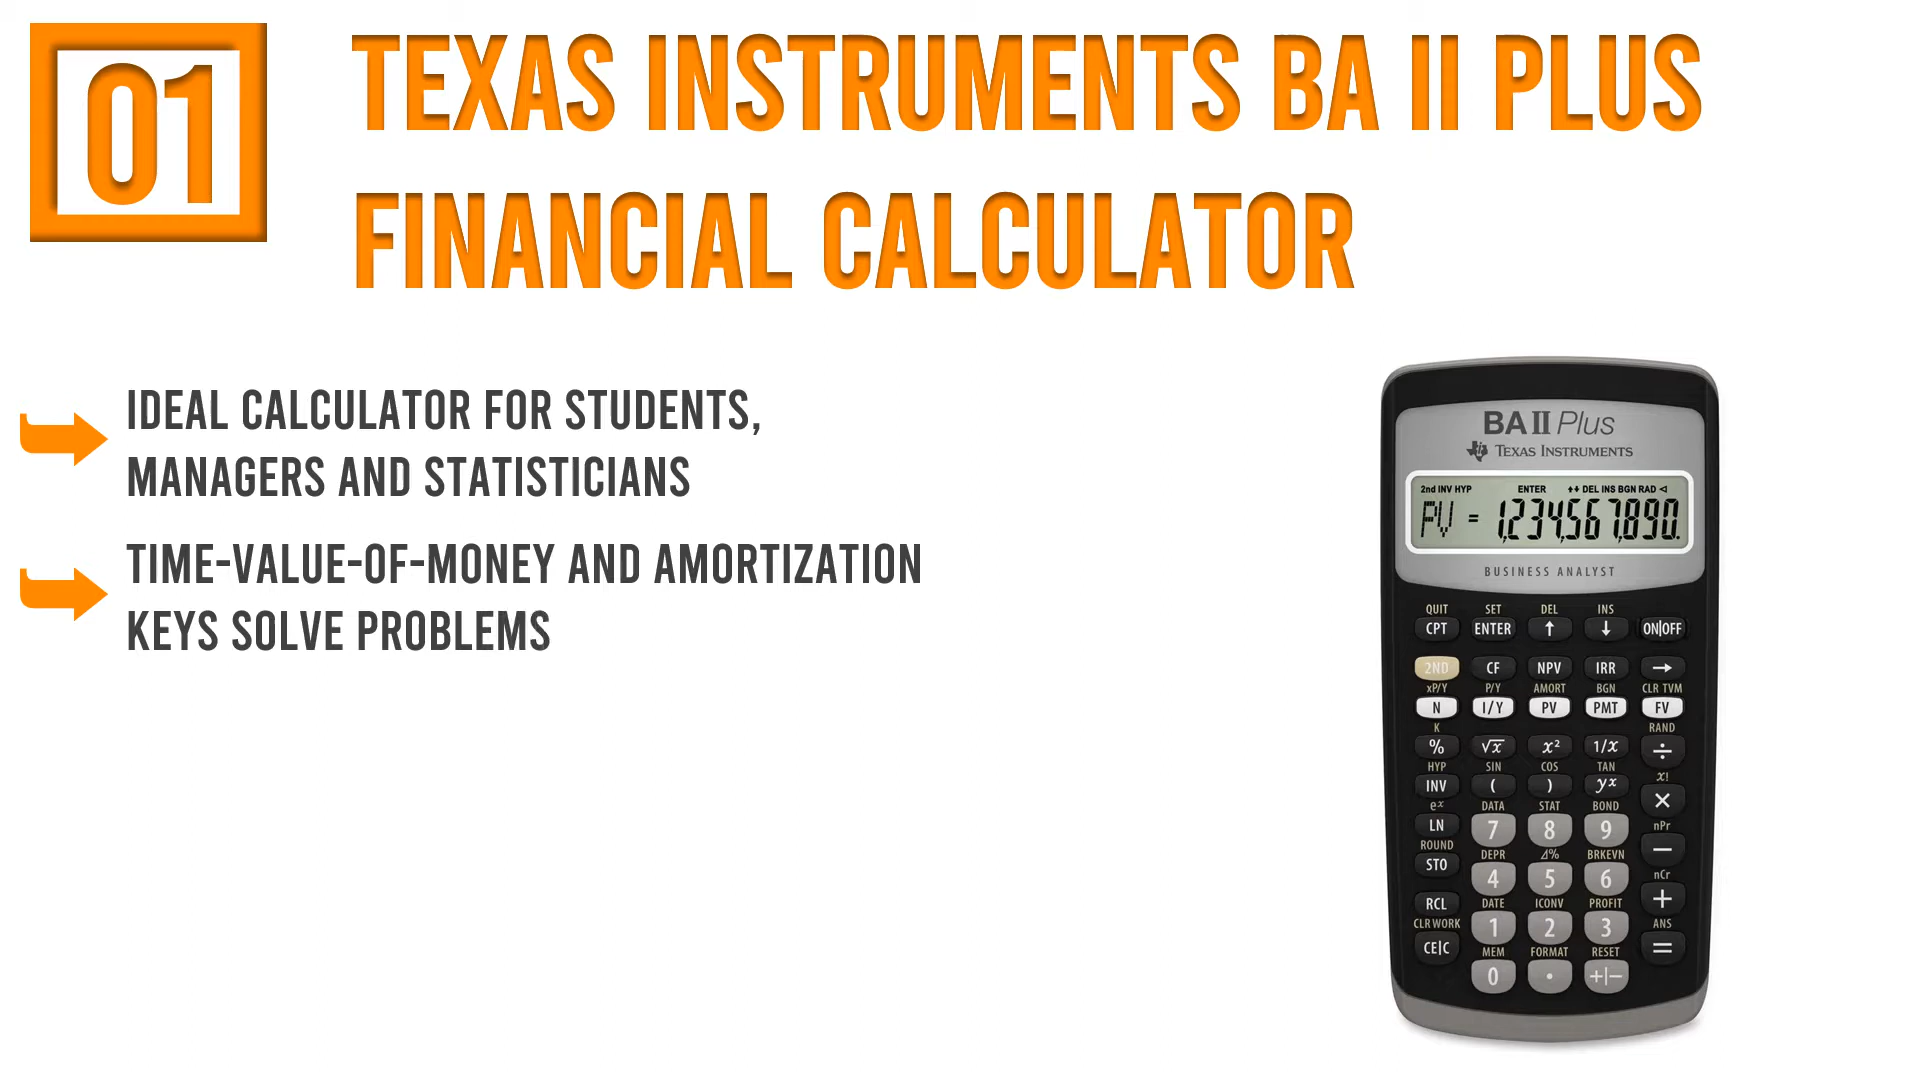 01
TEXAS INSTRUMENTS BA II PLUS
FINANCIAL CALCULATOR
IDEAL CALCULATOR FOR STUDENTS,
MANAGERS AND STATISTICIANS
TIME-VALUE-OF-MONEY AND AMORTIZATION
KEYS SOLVE PROBLEMS
BA II Plus
TEXAS INSTRUMENTS
2nd INV HYP ENTER ↑↓ DEL INS BGN RAD ◁
PV = 1,234,567,890.
BUSINESS ANALYST
QUIT SET DEL INS
CPT ENTER ↑ ↓ ON|OFF
2ND CF NPV IRR →
xP/Y P/Y AMORT BGN CLR TVM
N I/Y PV PMT FV
K RAND
% √x x² 1/x ÷
HYP SIN COS TAN x!
INV ( ) yˣ ×
eˣ DATA STAT BOND nPr
LN 7 8 9 −
ROUND DEPR Δ% BRKEVN nCr
STO 4 5 6 +
RCL DATE ICONV PROFIT
CLR WORK 1 2 3 ANS
CE|C MEM FORMAT RESET =
0 . +|−